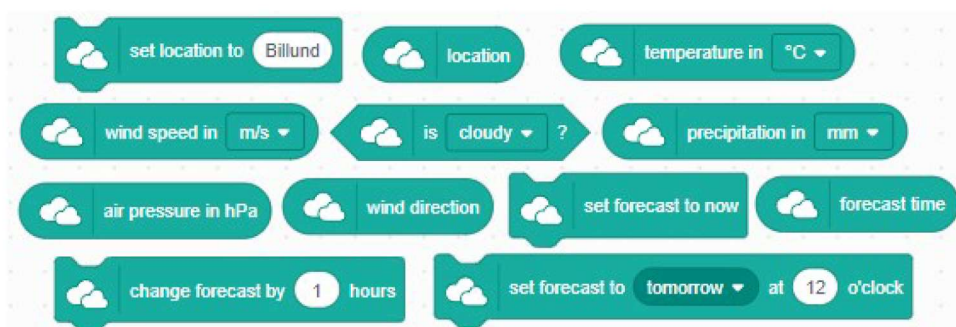 set location to Billund
location
temperature in °C
wind speed in m/s
is cloudy ?
precipitation in mm
air pressure in hPa
wind direction
set forecast to now
forecast time
change forecast by 1 hours
set forecast to tomorrow at 12 o'clock